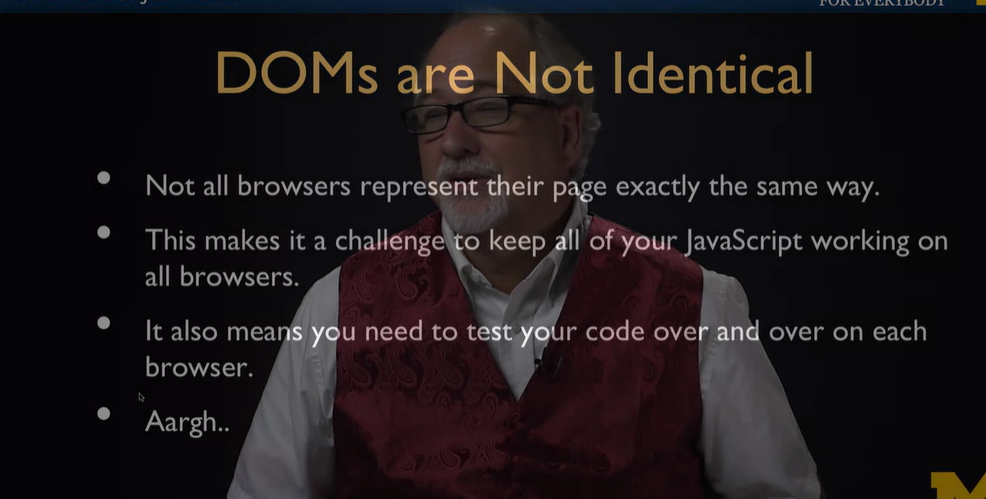 FOR EVERYBODY
DOMs are Not Identical
Not all browsers represent their page exactly the same way.
This makes it a challenge to keep all of your JavaScript working on
all browsers.
It also means you need to test your code over and over on each
browser.
Aargh..